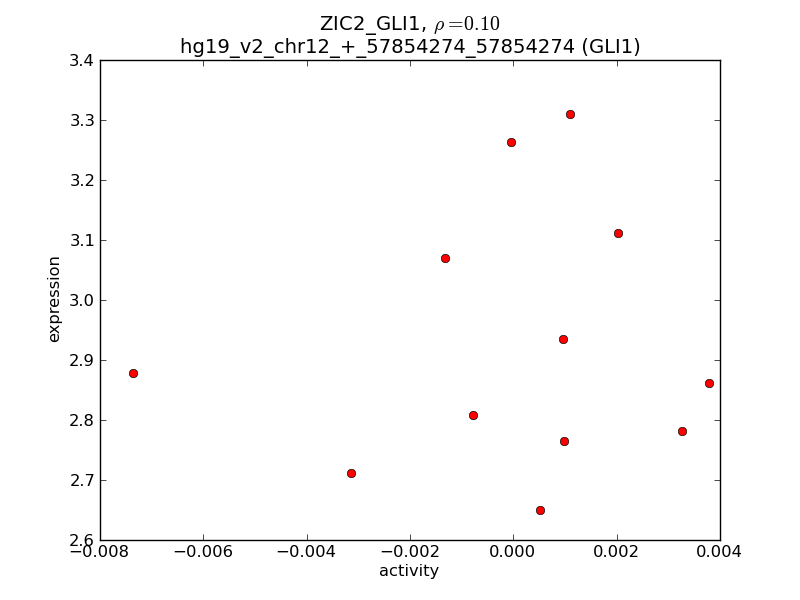 ZIC2_GLI1, ρ=0.10
hg19_v2_chr12_+_57854274_57854274 (GLI1)
3.4
3.3
3.2
3.1
3.0
2.9
2.8
2.7
2.6
expression
−0.008 −0.006 −0.004 −0.002 0.000 0.002 0.004
activity